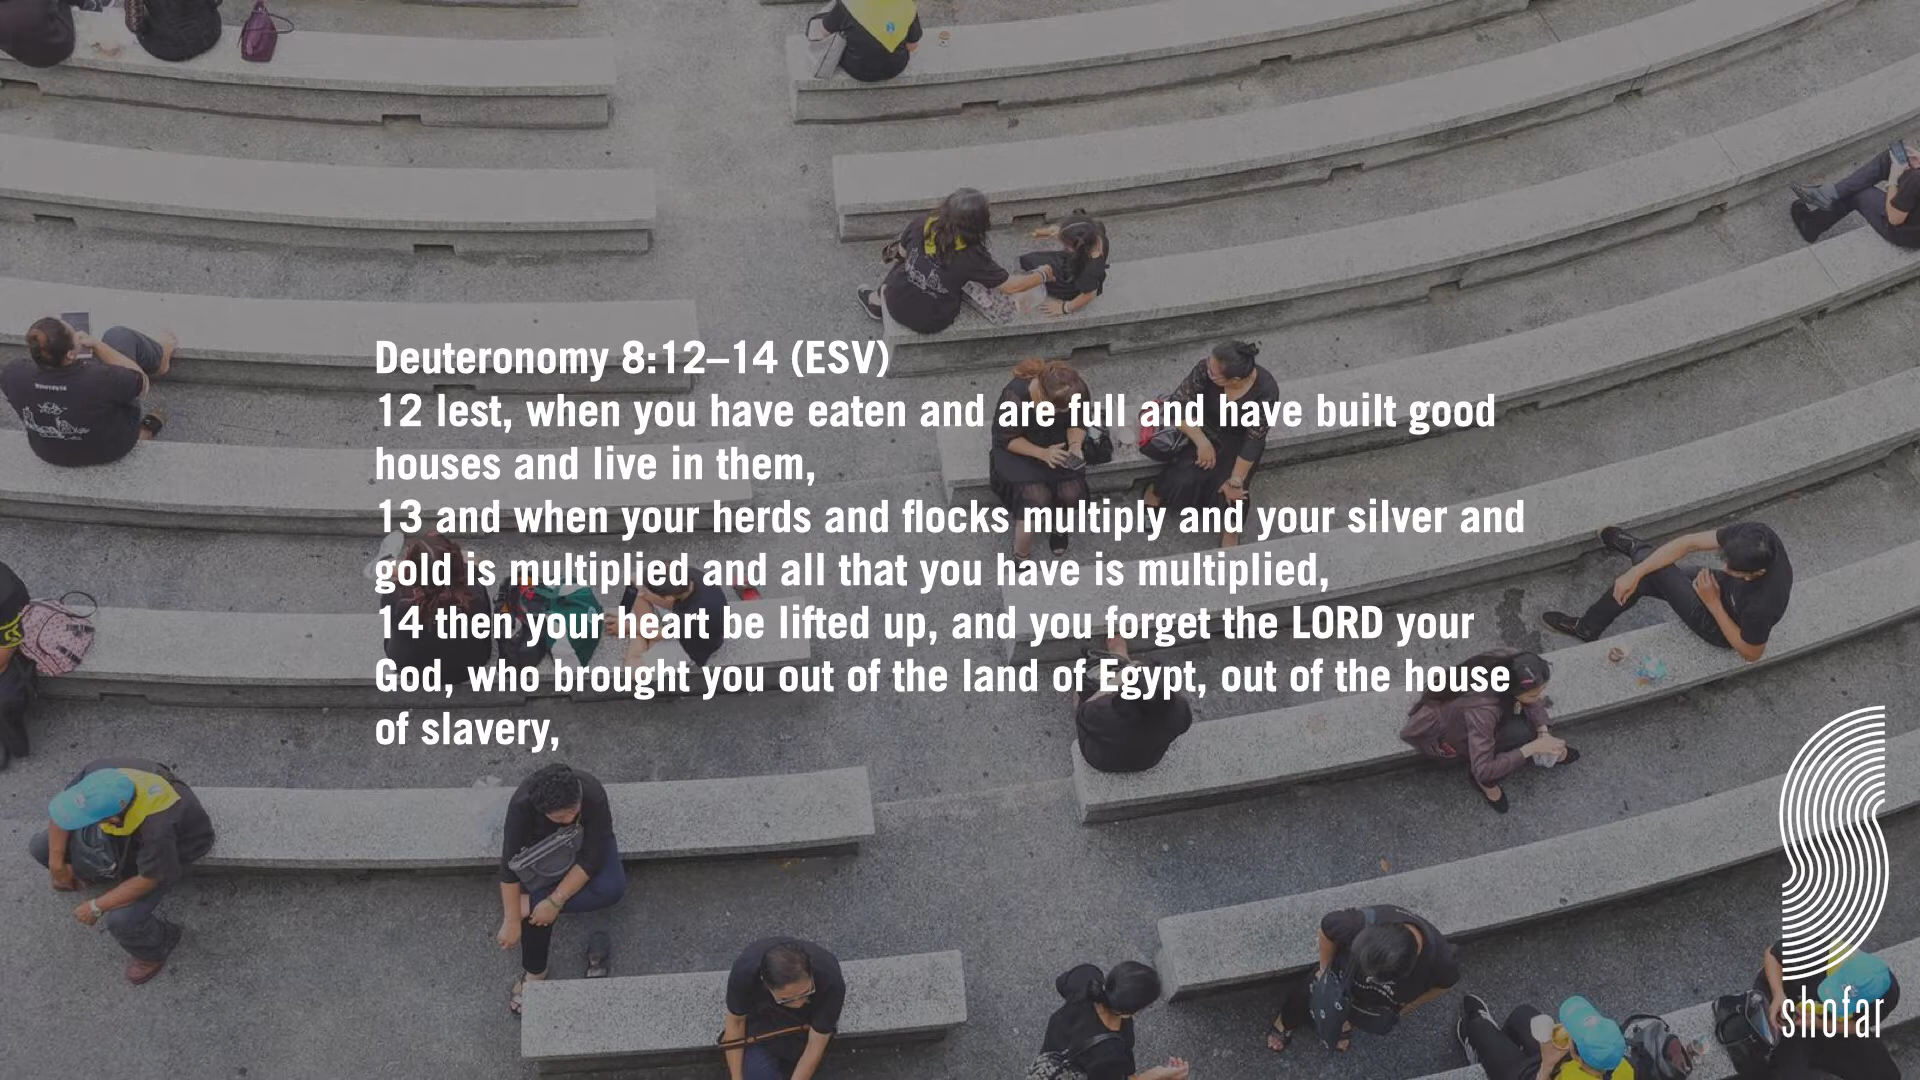 Deuteronomy 8:12–14 (ESV)
12 lest, when you have eaten and are full and have built good
houses and live in them,
13 and when your herds and flocks multiply and your silver and
gold is multiplied and all that you have is multiplied,
14 then your heart be lifted up, and you forget the LORD your
God, who brought you out of the land of Egypt, out of the house
of slavery,
shofar